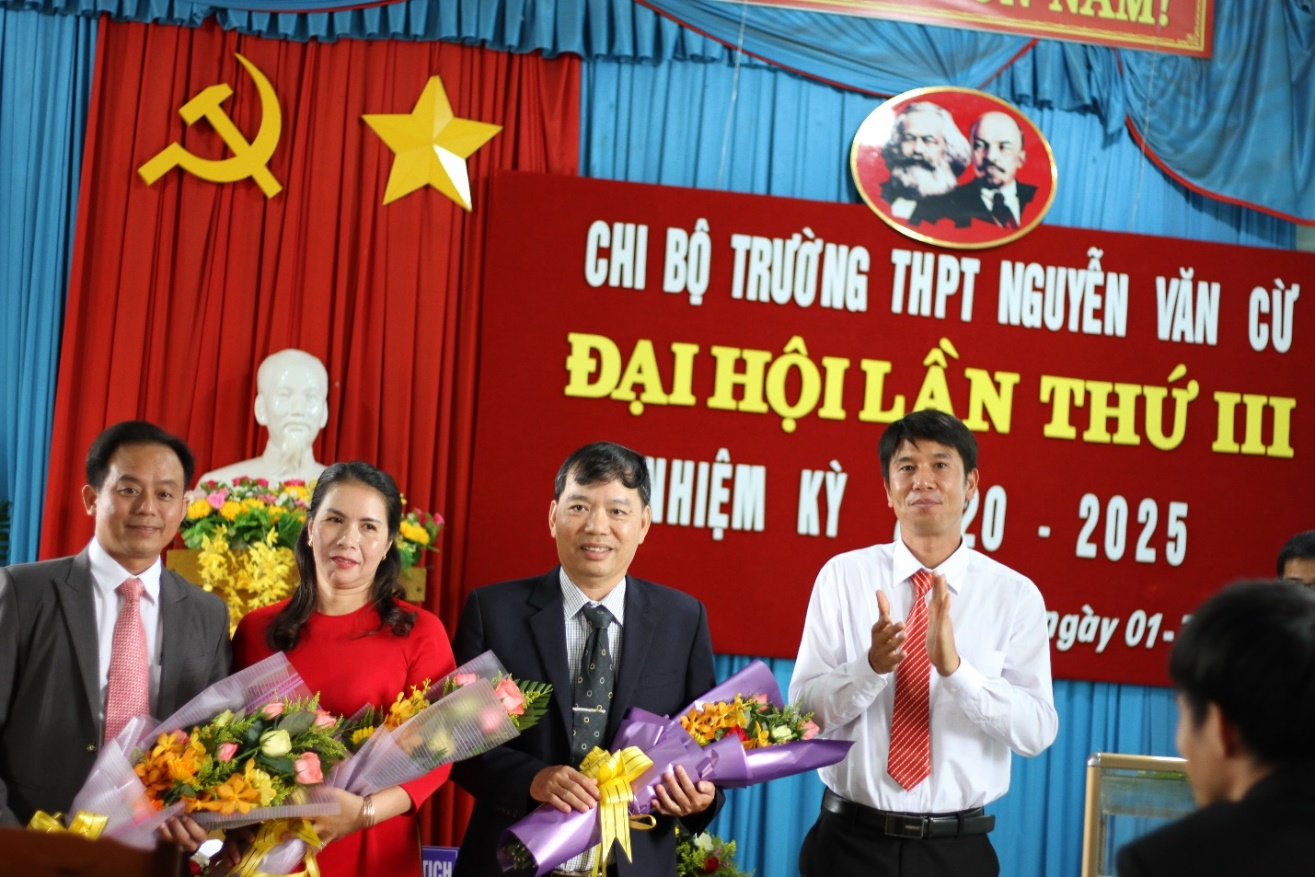 NĂM!
CHI BỘ TRƯỜNG THPT NGUYỄN VĂN CỪ
ĐẠI HỘI LẦN THỨ III
NHIỆM KỲ 20 - 2025
ngày 01-
TỊCH